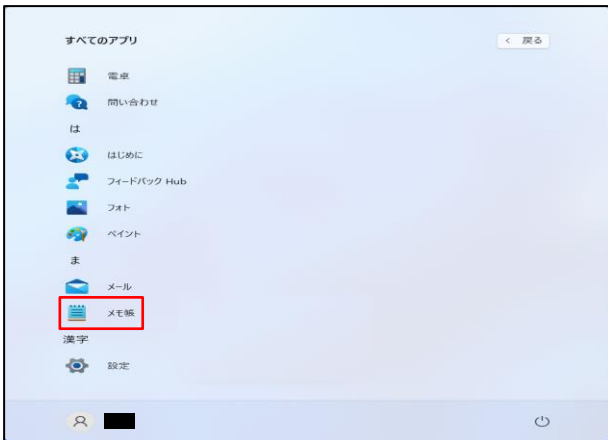 すべてのアプリ
< 戻る
電卓
問い合わせ
は
はじめに
フィードバック Hub
フォト
ペイント
ま
メール
メモ帳
漢字
設定